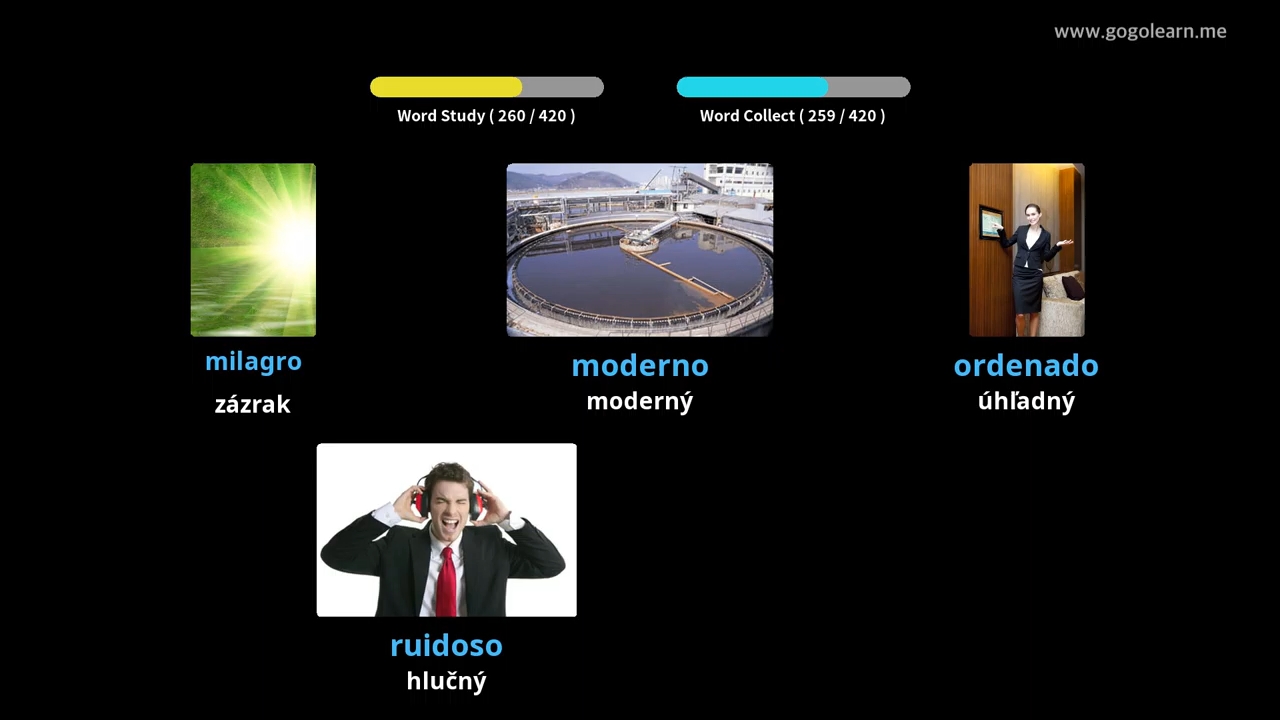 www.gogolearn.me
Word Study ( 260 / 420 )
Word Collect ( 259 / 420 )
milagro
zázrak
moderno
moderný
ordenado
úhľadný
ruidoso
hlučný